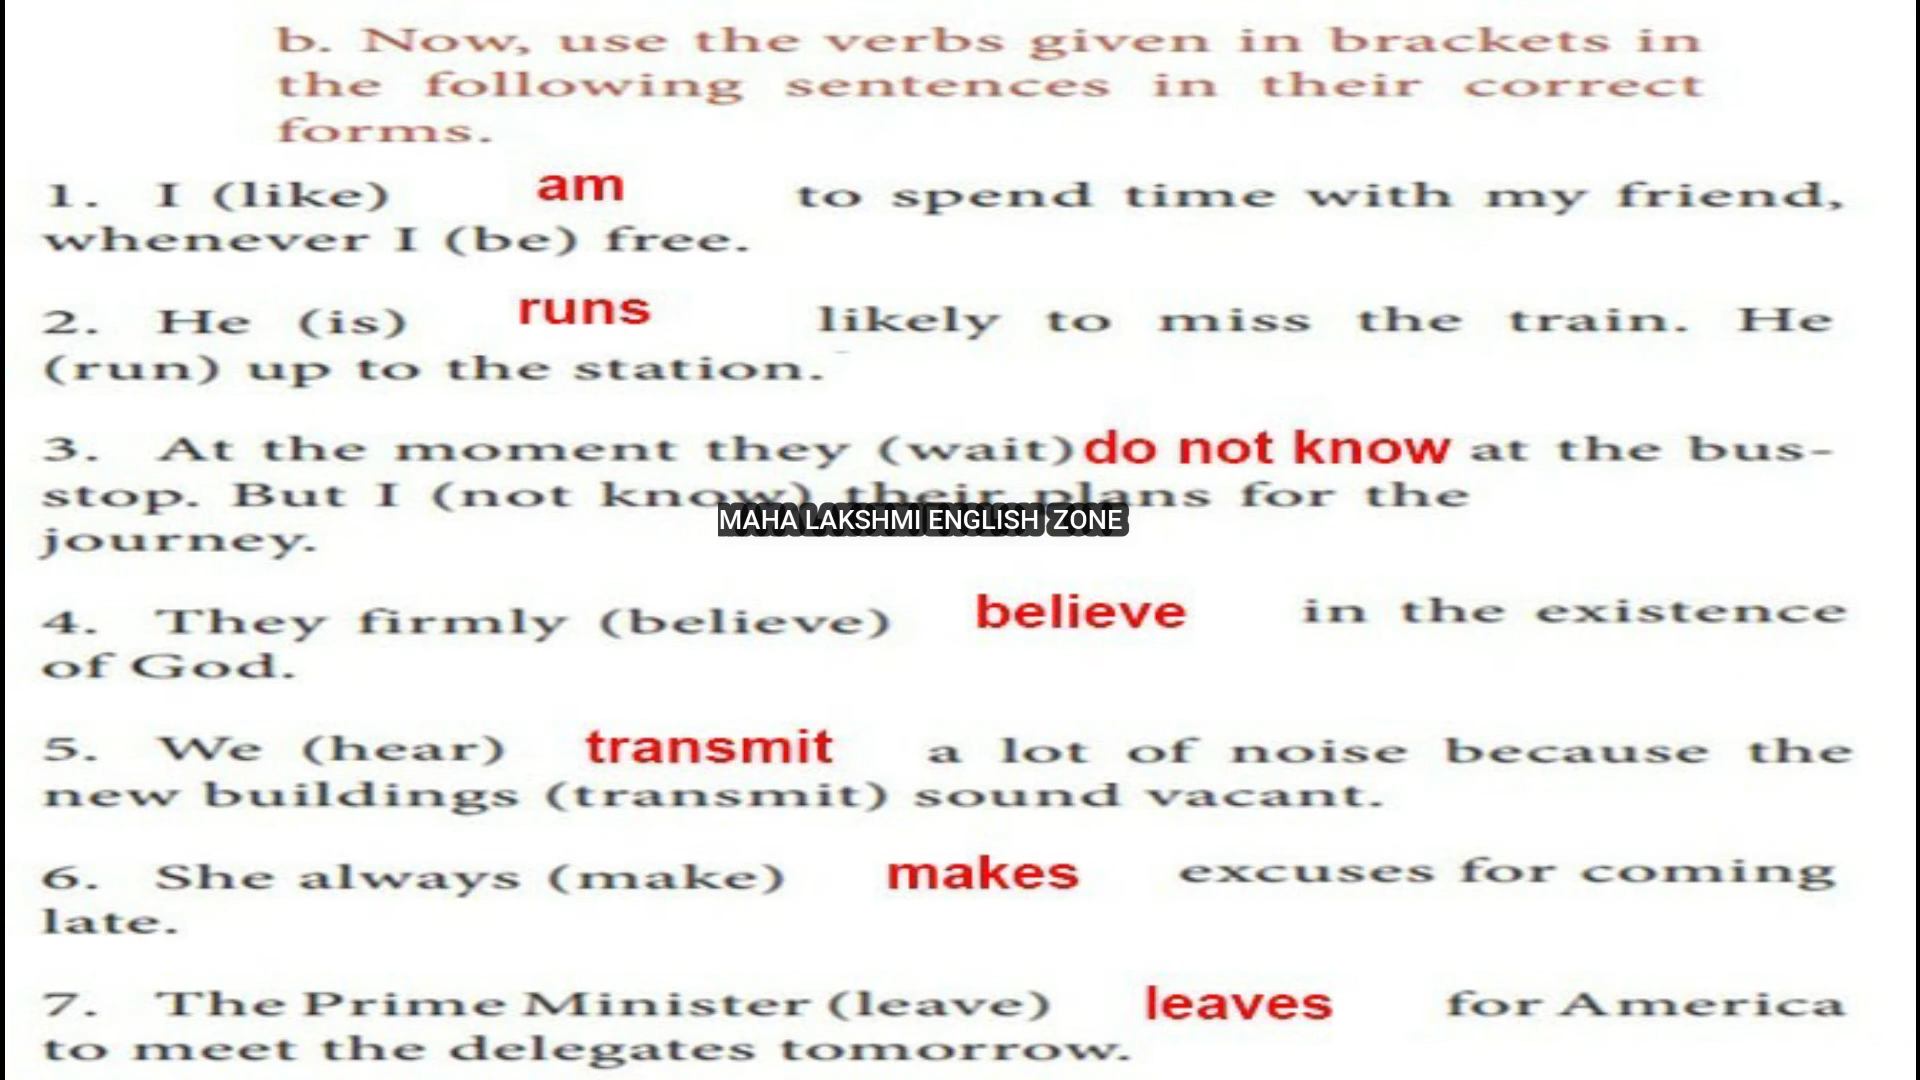 b. Now, use the verbs given in brackets in
the following sentences in their correct
forms.
1. I (like) am to spend time with my friend,
whenever I (be) free.
2. He (is) runs likely to miss the train. He
(run) up to the station.
3. At the moment they (wait) do not know at the bus-
stop. But I (not know) their plans for the
MAHA LAKSHMI ENGLISH ZONE
journey.
4. They firmly (believe) believe in the existence
of God.
5. We (hear) transmit a lot of noise because the
new buildings (transmit) sound vacant.
6. She always (make) makes excuses for coming
late.
7. The Prime Minister (leave) leaves for America
to meet the delegates tomorrow.